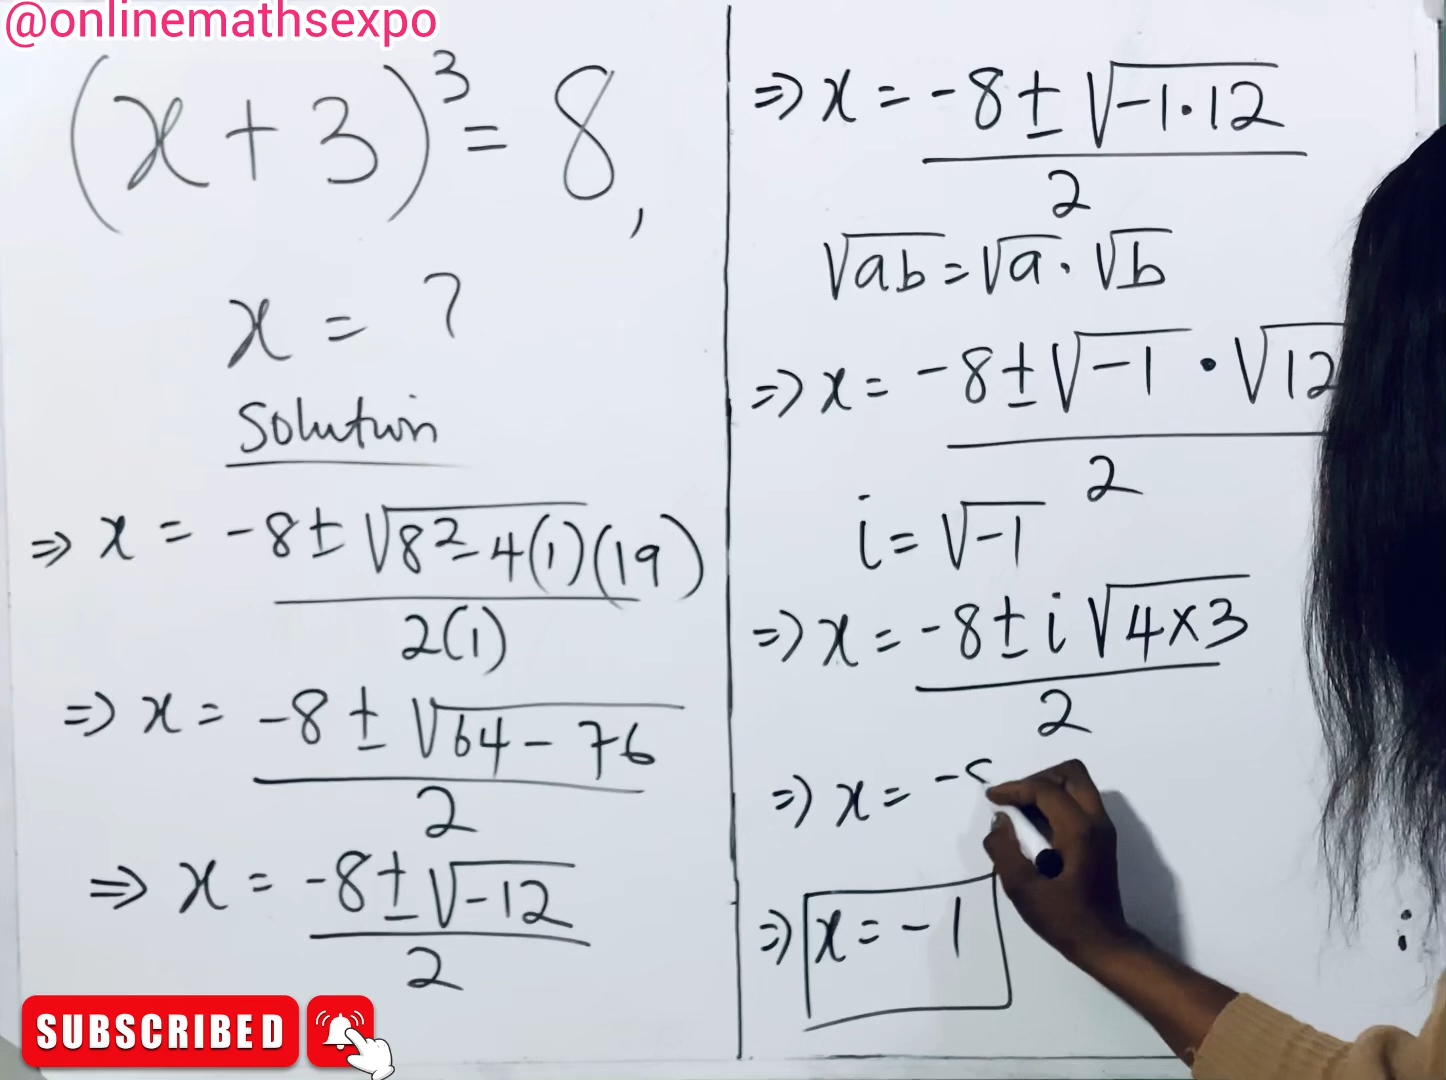 @onlinemathsexpo
(x+3)³ = 8,
x = ?
Solution
⇒ x = -8 ± √8² - 4(1)(19)
2(1)
⇒ x = -8 ± √64 - 76
2
⇒ x = -8 ± √-12
2
SUBSCRIBED
⇒ x = -8 ± √-1·12
2
√ab = √a · √b
⇒ x = -8 ± √-1 · √12
2
i = √-1
⇒ x = -8 ± i √4×3
2
⇒ x = -
⇒ x = -1